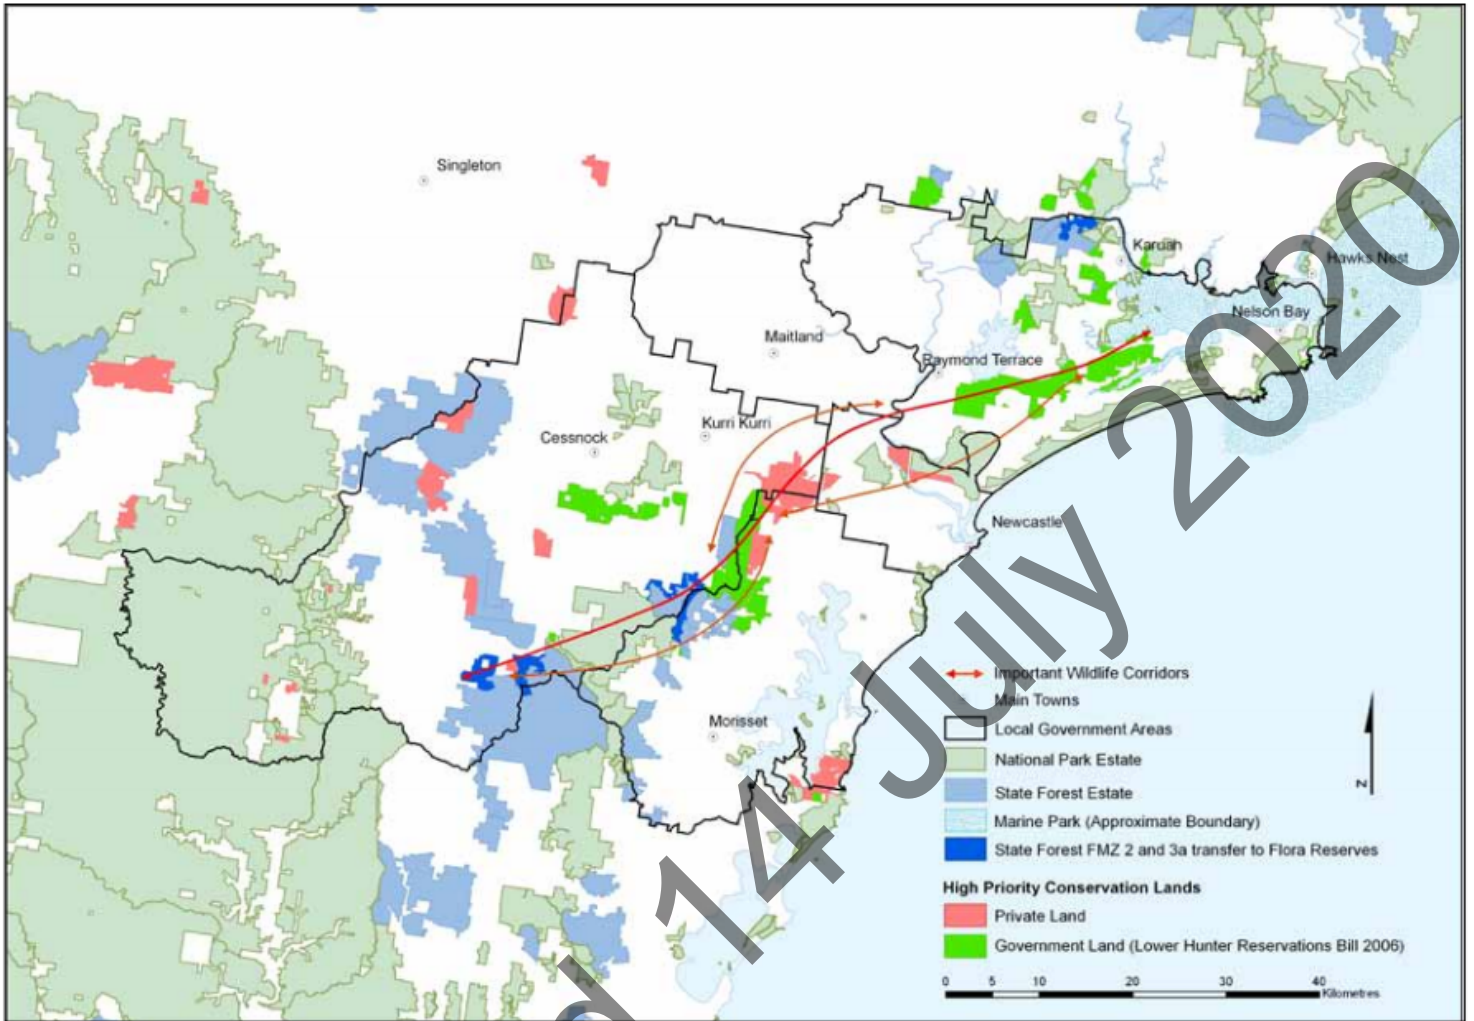 Singleton
Karuah
Hawks Nest
Nelson Bay
Maitland
Raymond Terrace
Kurri Kurri
Cessnock
Newcastle
Morisset
Important Wildlife Corridors
Main Towns
Local Government Areas
National Park Estate
State Forest Estate
Marine Park (Approximate Boundary)
State Forest FMZ 2 and 3a transfer to Flora Reserves
High Priority Conservation Lands
Private Land
Government Land (Lower Hunter Reservations Bill 2006)
N
0 5 10 20 30 40
Kilometres
d 14 July 2020